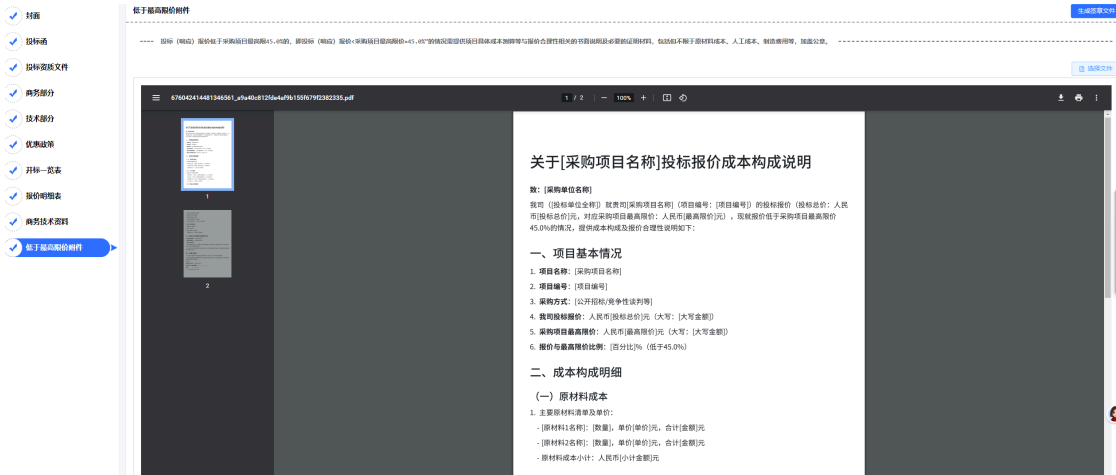 封面
投标函
投标资质文件
商务部分
技术部分
优惠政策
开标一览表
报价明细表
商务技术资料
低于最高限价附件
低于最高限价附件
生成签章文件
---- 投标（响应）报价低于采购项目最高限45.0%的，即投标（响应）报价<采购项目最高限价×45.0%"的情况需提供项目具体成本测算等与报价合理性相关的书面说明及必要的证明材料，包括但不限于原材料成本、人工成本、制造费用等，加盖公章。
选择文件
676042414481346561_a9a40c812fde4af9b155f679f2382335.pdf
1 / 2
100%
1
2
关于[采购项目名称]投标报价成本构成说明
致：[采购单位名称]
我司（[投标单位全称]）就贵司[采购项目名称]（项目编号：[项目编号]）的投标报价（投标总价：人民
币[投标总价]元，对应采购项目最高限价：人民币[最高限价]元），现就报价低于采购项目最高限价
45.0%的情况，提供成本构成及报价合理性说明如下：
一、项目基本情况
1. 项目名称：[采购项目名称]
2. 项目编号：[项目编号]
3. 采购方式：[公开招标/竞争性谈判等]
4. 我司投标报价：人民币[投标总价]元（大写：[大写金额]）
5. 采购项目最高限价：人民币[最高限价]元（大写：[大写金额]）
6. 报价与最高限价比例：[百分比]%（低于45.0%）
二、成本构成明细
（一）原材料成本
1. 主要原材料清单及单价：
- [原材料1名称]：[数量]，单价[单价]元，合计[金额]元
- [原材料2名称]：[数量]，单价[单价]元，合计[金额]元
- 原材料成本小计：人民币[小计金额]元